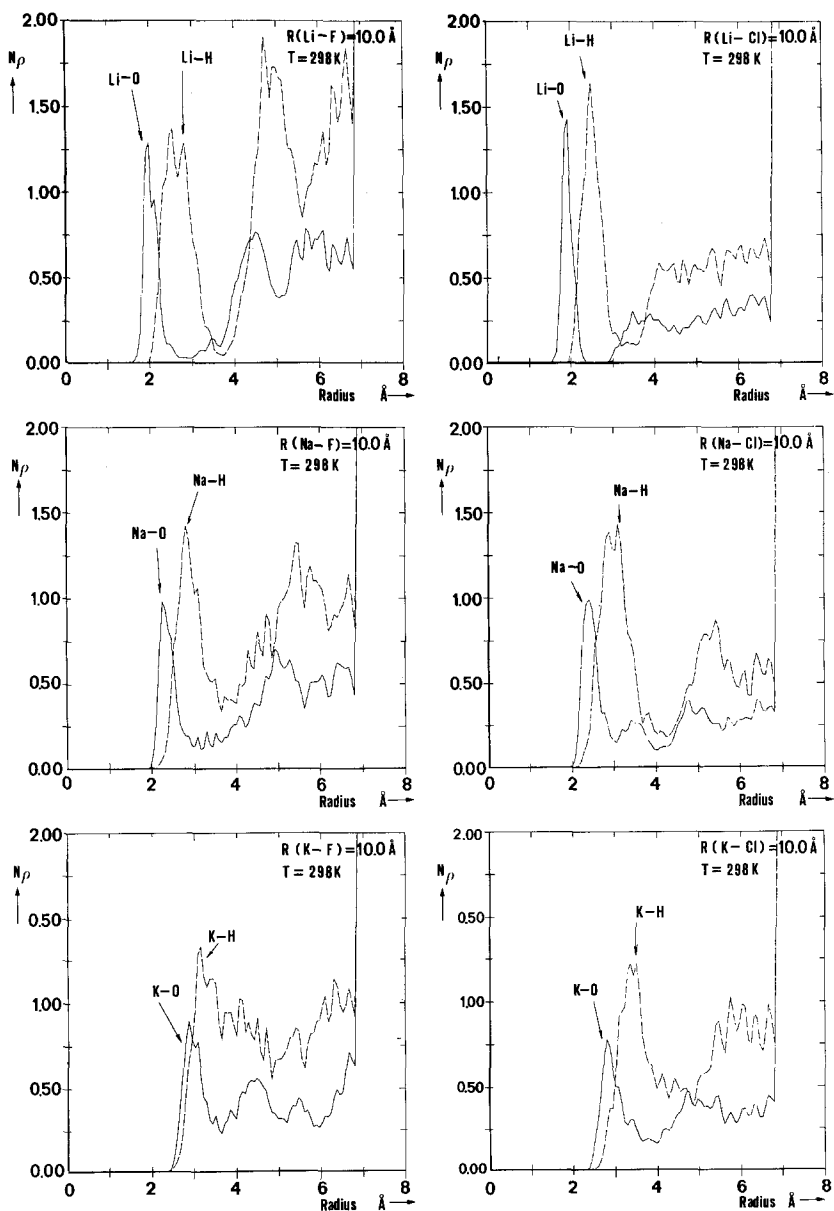 2.00
R(Li–F)=10.0 Å
T = 298K
Nρ
Li–H
Li–O
1.50
1.00
0.50
0.00
0 2 4 6 8
Radius Å
2.00
R(Li–Cl)=10.0 Å
T = 298K
Nρ
Li–H
Li–O
1.50
1.00
0.50
0.00
0 2 4 6 8
Radius Å
2.00
R(Na–F)=10.0 Å
T = 298K
Nρ
Na–H
Na–O
1.50
1.00
0.50
0.00
0 2 4 6 8
Radius Å
2.00
R(Na–Cl)=10.0 Å
T = 298K
Nρ
Na–H
Na–O
1.50
1.00
0.50
0.00
0 2 4 6 8
Radius Å
2.00
R(K–F)=10.0 Å
T = 298K
Nρ
K–H
K–O
0.50
1.00
0.50
0.00
0 2 4 6 8
Radius Å
2.00
R(K–Cl)=10.0 Å
T = 298K
Nρ
K–H
K–O
0.50
1.00
0.50
0.00
0 2 4 6 8
Radius Å